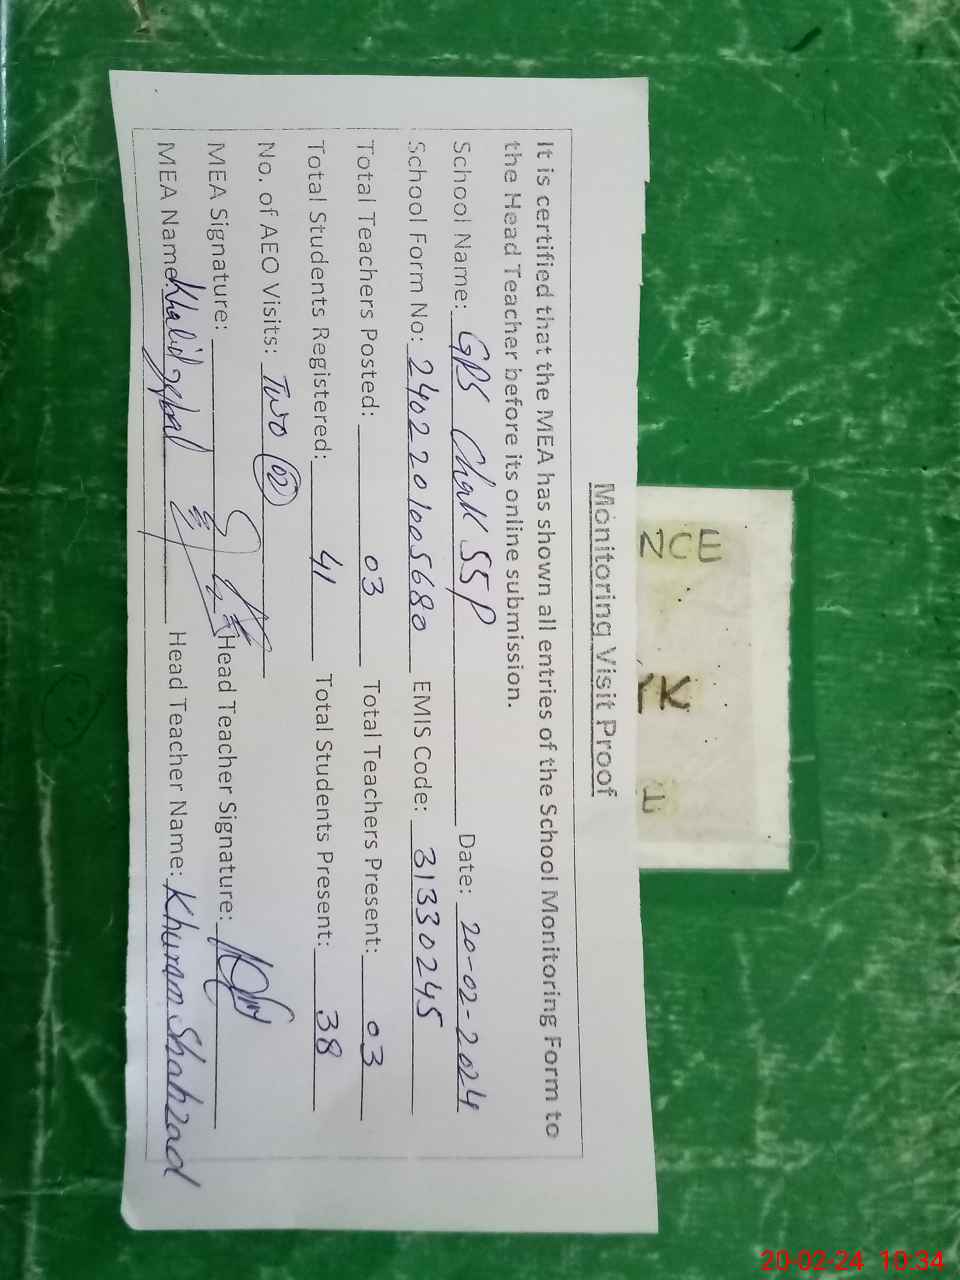 Monitoring Visit Proof
It is certified that the MEA has shown all entries of the School Monitoring Form to
the Head Teacher before its online submission.
School Name: GPS Chak 55P Date: 20-02-2024
School Form No: 2402201005680 EMIS Code: 31330245
Total Teachers Posted: 03 Total Teachers Present: 03
Total Students Registered: 41 Total Students Present: 38
No. of AEO Visits: Two (02)
MEA Signature: Head Teacher Signature:
MEA Name: Khalid Iqbal Head Teacher Name: Khuram Shahzad
NCE
YK
20-02-24 10:34